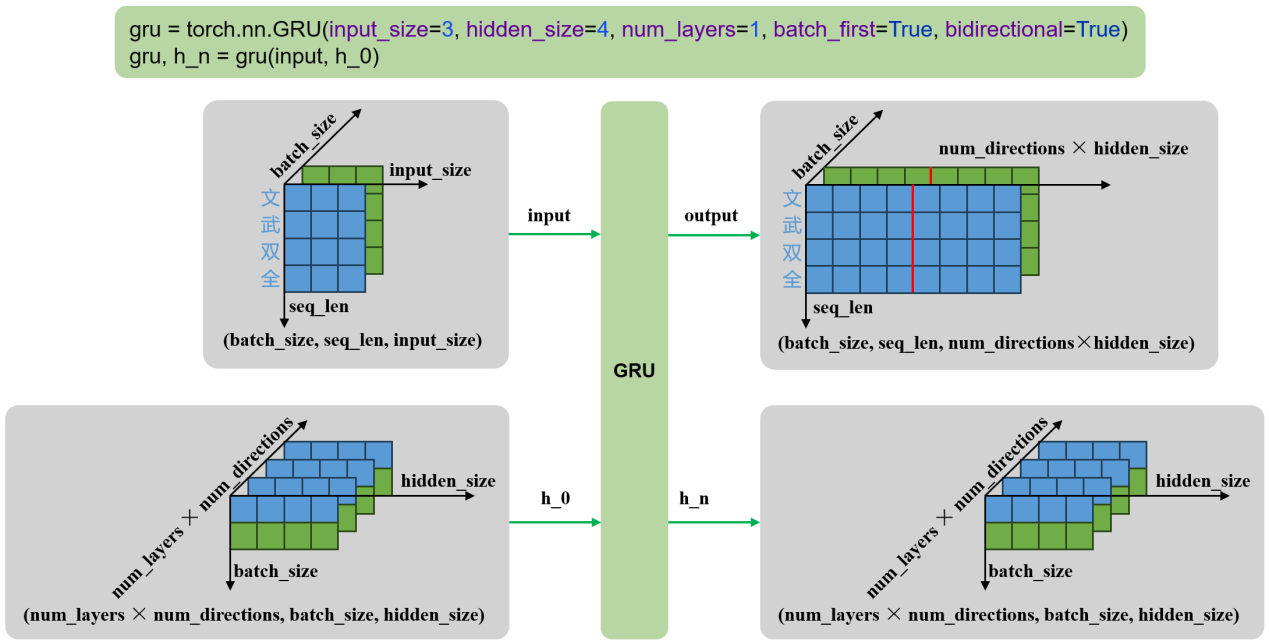 gru = torch.nn.GRU(input_size=3, hidden_size=4, num_layers=1, batch_first=True, bidirectional=True)
gru, h_n = gru(input, h_0)
batch_size
input_size
文
武
双
全
seq_len
(batch_size, seq_len, input_size)
input
GRU
output
batch_size
num_directions × hidden_size
文
武
双
全
seq_len
(batch_size, seq_len, num_directions×hidden_size)
num_layers × num_directions
hidden_size
batch_size
(num_layers × num_directions, batch_size, hidden_size)
h_0
h_n
num_layers × num_directions
hidden_size
batch_size
(num_layers × num_directions, batch_size, hidden_size)